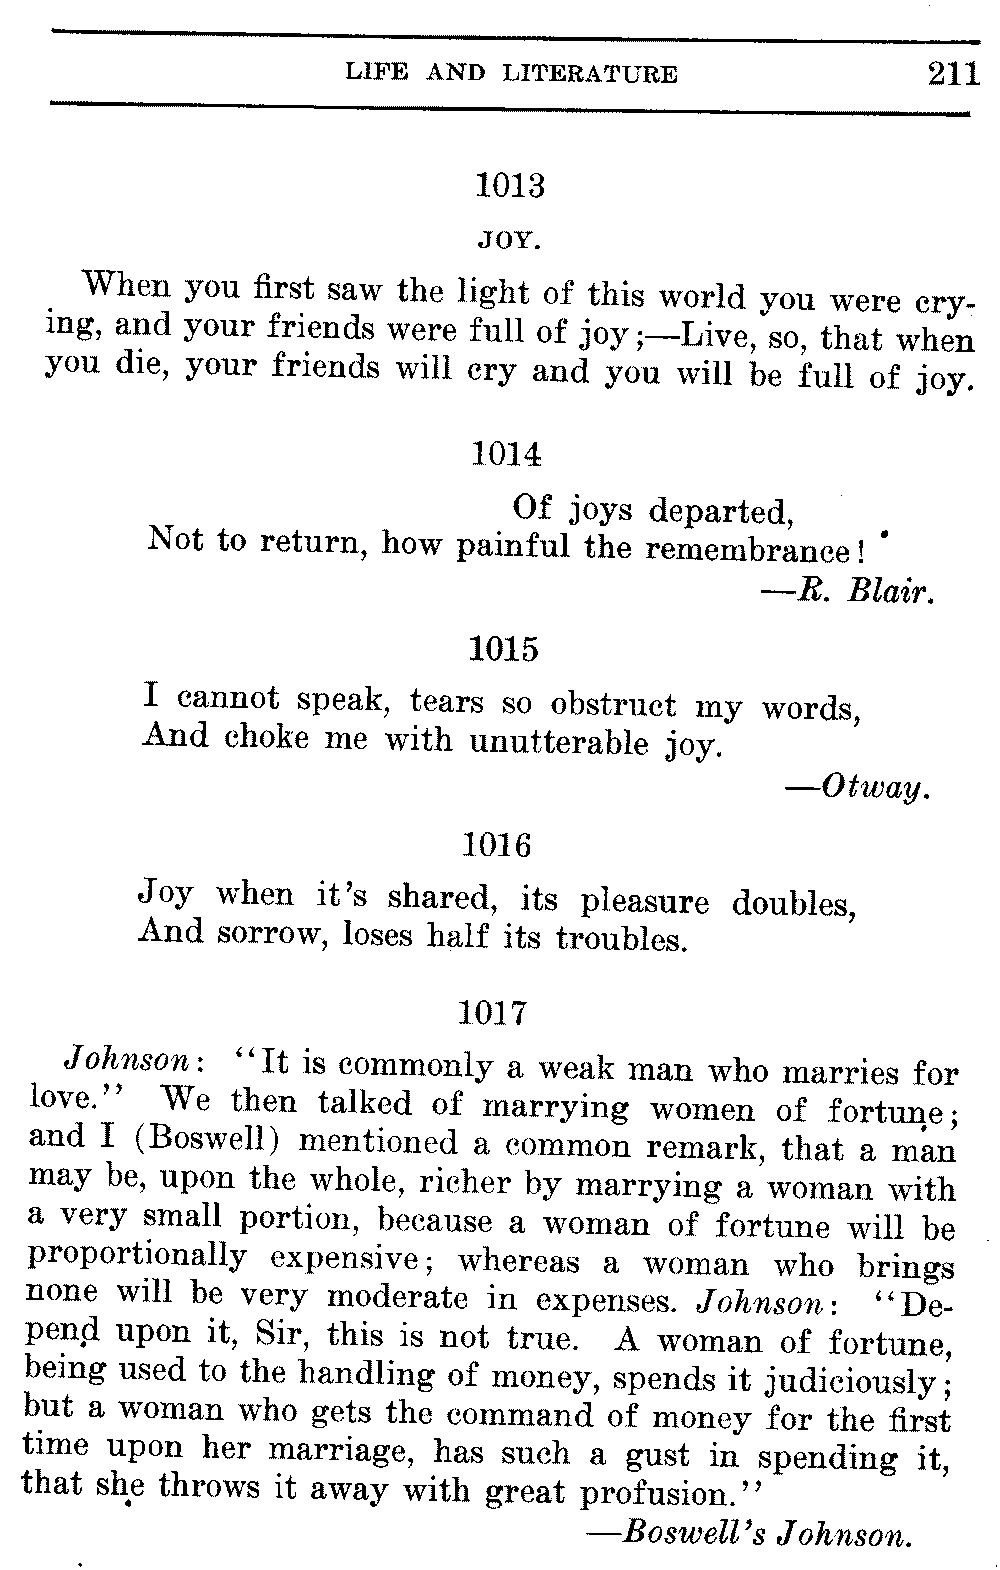 LIFE AND LITERATURE 211
1013
JOY.
When you first saw the light of this world you were cry-
ing, and your friends were full of joy;—Live, so, that when
you die, your friends will cry and you will be full of joy.
1014
Of joys departed,
Not to return, how painful the remembrance!
—R. Blair.
1015
I cannot speak, tears so obstruct my words,
And choke me with unutterable joy.
—Otway.
1016
Joy when it's shared, its pleasure doubles,
And sorrow, loses half its troubles.
1017
Johnson: "It is commonly a weak man who marries for
love." We then talked of marrying women of fortune;
and I (Boswell) mentioned a common remark, that a man
may be, upon the whole, richer by marrying a woman with
a very small portion, because a woman of fortune will be
proportionally expensive; whereas a woman who brings
none will be very moderate in expenses. Johnson: "De-
pend upon it, Sir, this is not true. A woman of fortune,
being used to the handling of money, spends it judiciously;
but a woman who gets the command of money for the first
time upon her marriage, has such a gust in spending it,
that she throws it away with great profusion."
—Boswell's Johnson.